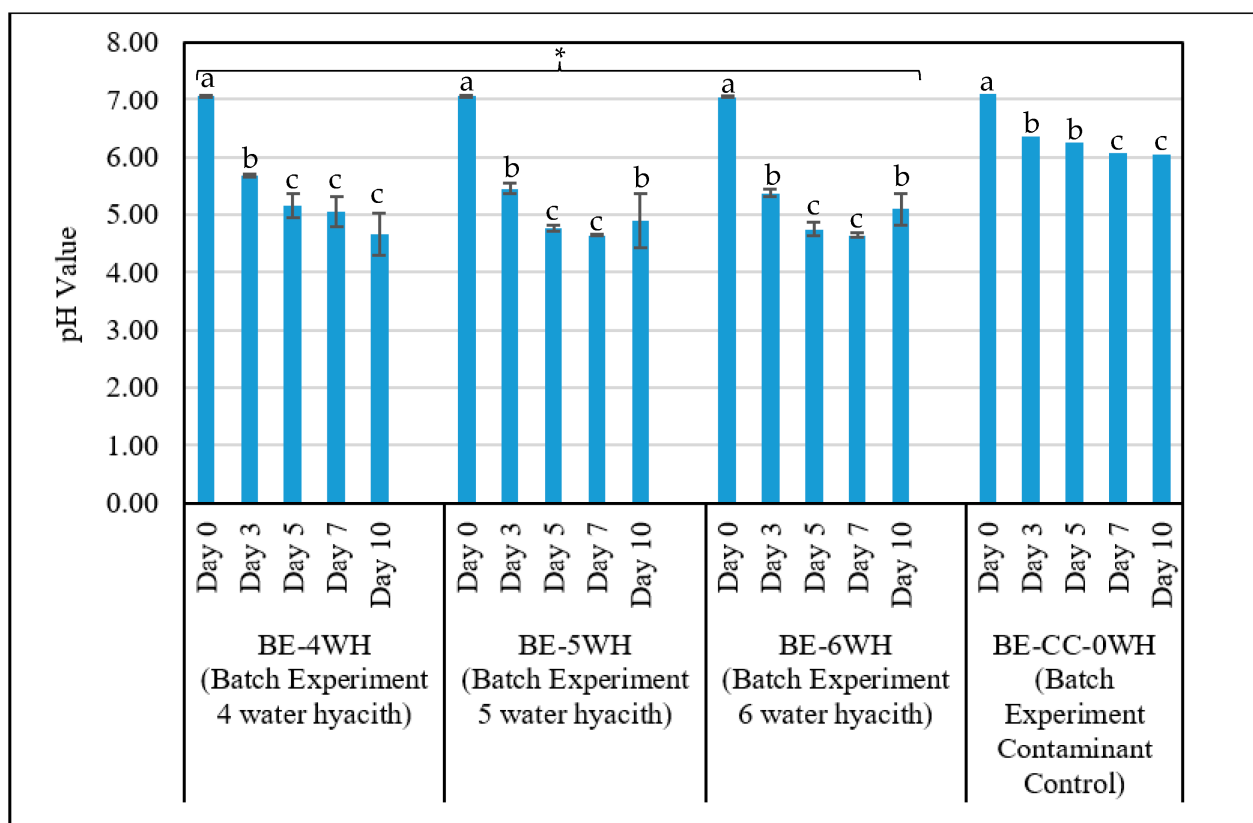 8.00
7.00
6.00
5.00
4.00
3.00
2.00
1.00
0.00
pH Value
*
a b c c c
a b c c b
a b c c b
a b b c c
Day 0 Day 3 Day 5 Day 7 Day 10
Day 0 Day 3 Day 5 Day 7 Day 10
Day 0 Day 3 Day 5 Day 7 Day 10
Day 0 Day 3 Day 5 Day 7 Day 10
BE-4WH
(Batch Experiment
4 water hyacith)
BE-5WH
(Batch Experiment
5 water hyacith)
BE-6WH
(Batch Experiment
6 water hyacith)
BE-CC-0WH
(Batch
Experiment
Contaminant
Control)